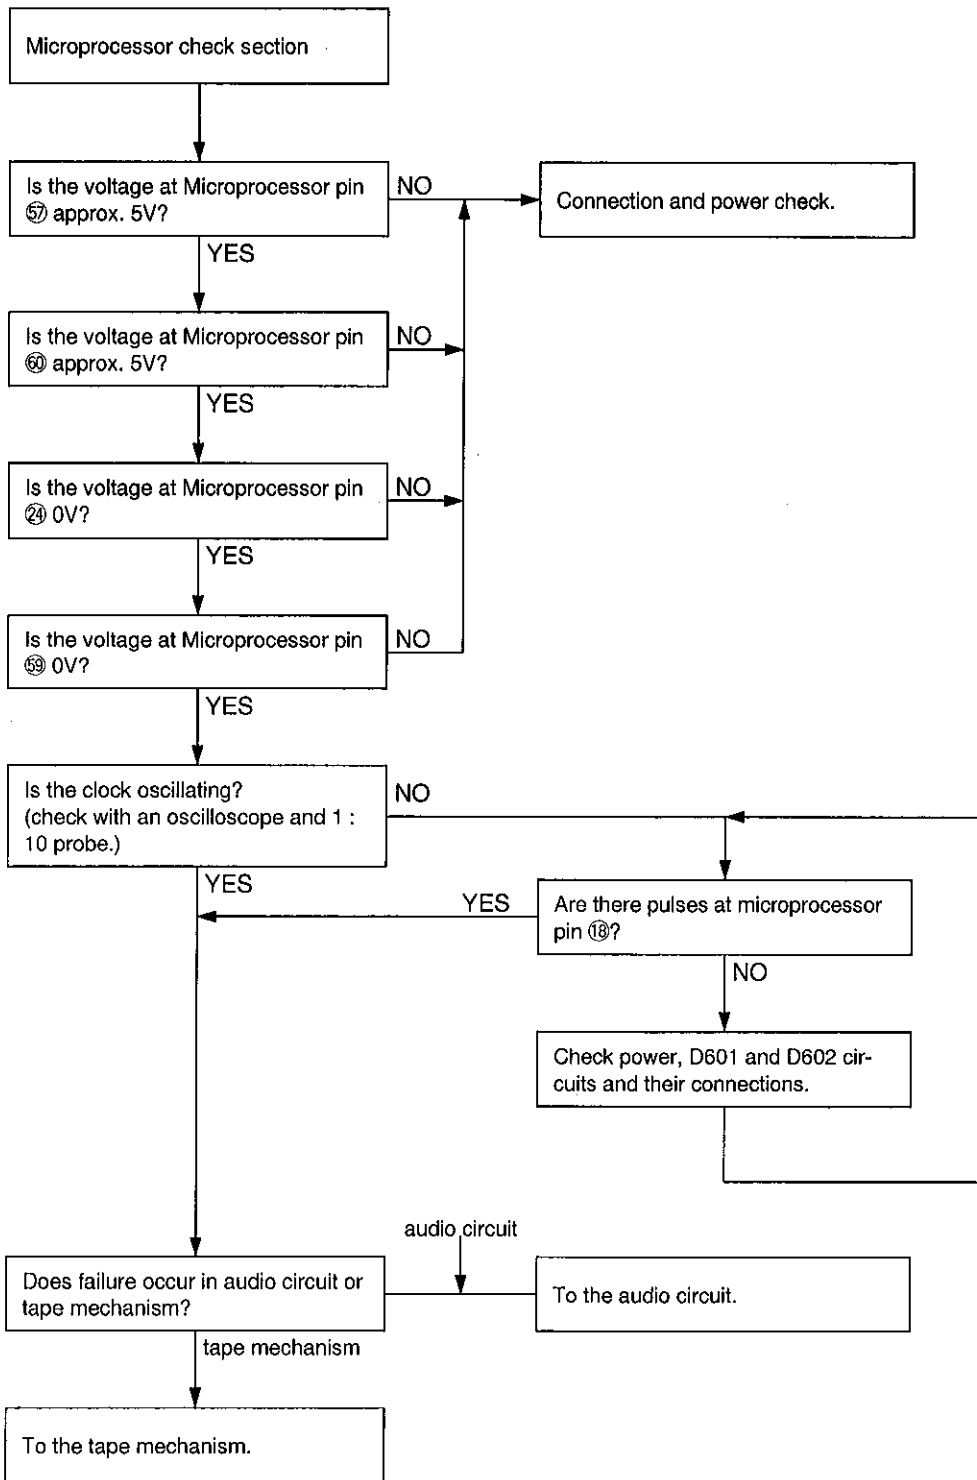 Microprocessor check section
Is the voltage at Microprocessor pin
㊼ approx. 5V?
NO
Connection and power check.
YES
Is the voltage at Microprocessor pin
60 approx. 5V?
NO
YES
Is the voltage at Microprocessor pin
㉔ 0V?
NO
YES
Is the voltage at Microprocessor pin
59 0V?
NO
YES
Is the clock oscillating?
(check with an oscilloscope and 1 :
10 probe.)
NO
YES
YES
Are there pulses at microprocessor
pin ⑱?
NO
Check power, D601 and D602 cir-
cuits and their connections.
audio circuit
Does failure occur in audio circuit or
tape mechanism?
To the audio circuit.
tape mechanism
To the tape mechanism.